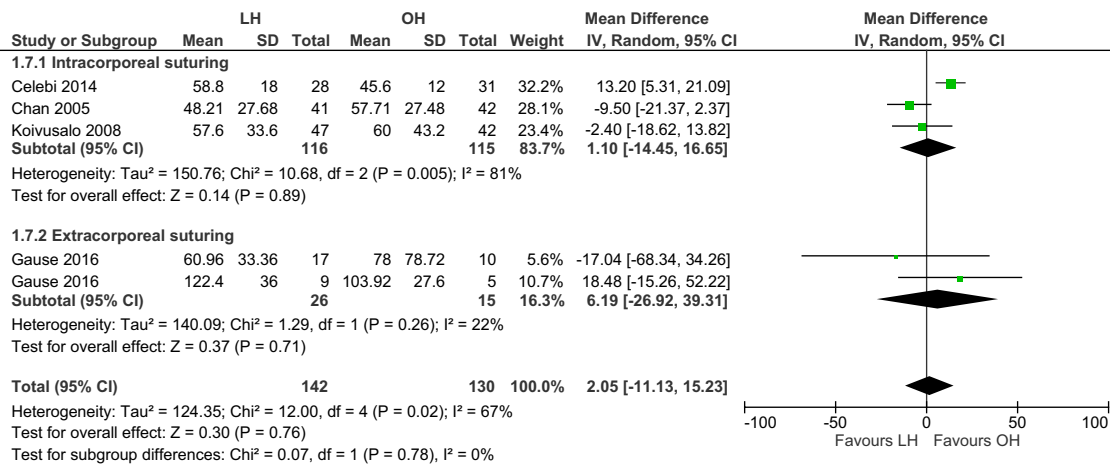 LH OH Mean Difference Mean Difference
Study or Subgroup Mean SD Total Mean SD Total Weight IV, Random, 95% CI IV, Random, 95% CI
1.7.1 Intracorporeal suturing
Celebi 2014 58.8 18 28 45.6 12 31 32.2% 13.20 [5.31, 21.09]
Chan 2005 48.21 27.68 41 57.71 27.48 42 28.1% -9.50 [-21.37, 2.37]
Koivusalo 2008 57.6 33.6 47 60 43.2 42 23.4% -2.40 [-18.62, 13.82]
Subtotal (95% CI) 116 115 83.7% 1.10 [-14.45, 16.65]
Heterogeneity: Tau² = 150.76; Chi² = 10.68, df = 2 (P = 0.005); I² = 81%
Test for overall effect: Z = 0.14 (P = 0.89)
1.7.2 Extracorporeal suturing
Gause 2016 60.96 33.36 17 78 78.72 10 5.6% -17.04 [-68.34, 34.26]
Gause 2016 122.4 36 9 103.92 27.6 5 10.7% 18.48 [-15.26, 52.22]
Subtotal (95% CI) 26 15 16.3% 6.19 [-26.92, 39.31]
Heterogeneity: Tau² = 140.09; Chi² = 1.29, df = 1 (P = 0.26); I² = 22%
Test for overall effect: Z = 0.37 (P = 0.71)
Total (95% CI) 142 130 100.0% 2.05 [-11.13, 15.23]
Heterogeneity: Tau² = 124.35; Chi² = 12.00, df = 4 (P = 0.02); I² = 67%
Test for overall effect: Z = 0.30 (P = 0.76)
Test for subgroup differences: Chi² = 0.07, df = 1 (P = 0.78), I² = 0%
-100 -50 0 50 100
Favours LH Favours OH